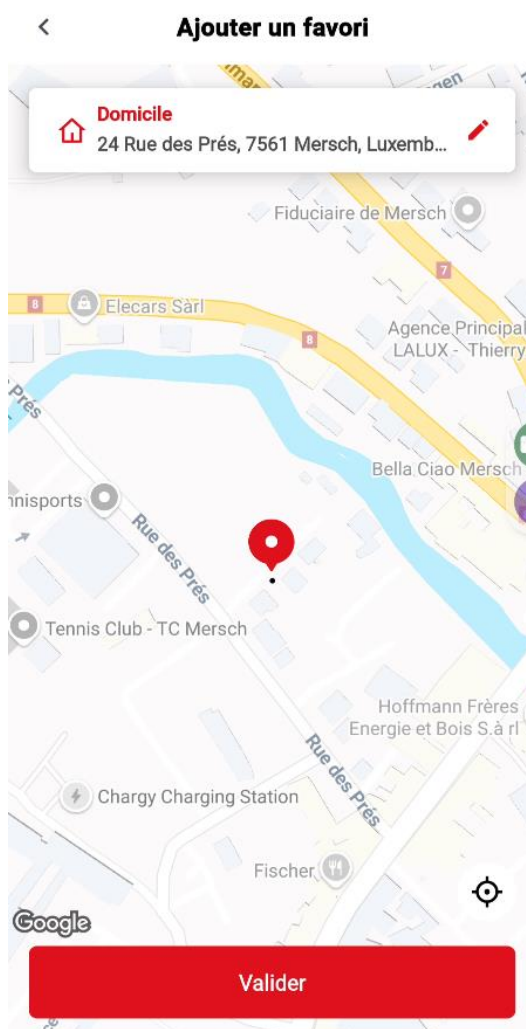 Ajouter un favori
Domicile
24 Rue des Prés, 7561 Mersch, Luxemb...
Fiduciaire de Mersch
7
8
Elecars Sàrl
8
Agence Principal
LALUX - Thierry
Prés
Bella Ciao Mersch
nnisports
Rue des Prés
Tennis Club - TC Mersch
Hoffmann Frères
Energie et Bois S.à rl
Rue des Prés
Chargy Charging Station
Fischer
Google
Valider